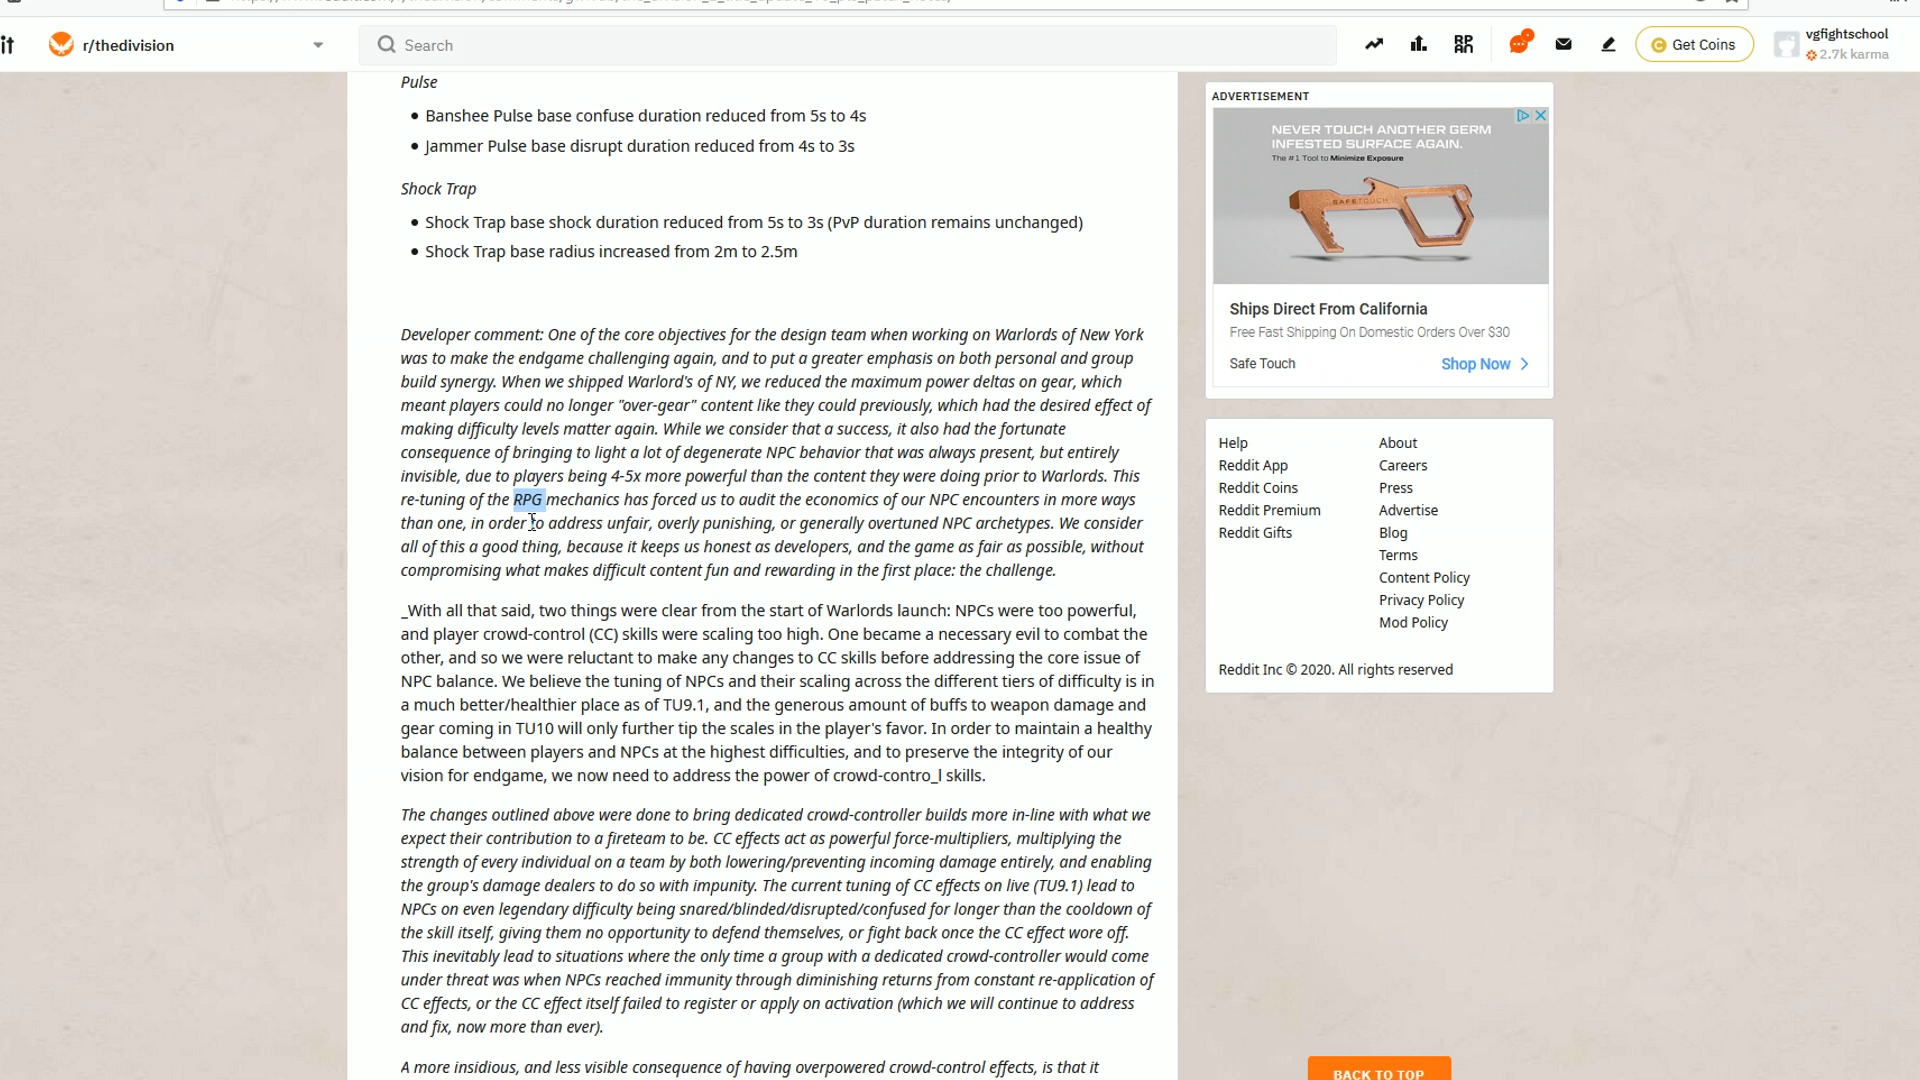 it
r/thedivision
Search
Get Coins
vgfightschool
2.7k karma
Pulse
Banshee Pulse base confuse duration reduced from 5s to 4s
Jammer Pulse base disrupt duration reduced from 4s to 3s
Shock Trap
Shock Trap base shock duration reduced from 5s to 3s (PvP duration remains unchanged)
Shock Trap base radius increased from 2m to 2.5m
Developer comment: One of the core objectives for the design team when working on Warlords of New York
was to make the endgame challenging again, and to put a greater emphasis on both personal and group
build synergy. When we shipped Warlord's of NY, we reduced the maximum power deltas on gear, which
meant players could no longer "over-gear" content like they could previously, which had the desired effect of
making difficulty levels matter again. While we consider that a success, it also had the fortunate
consequence of bringing to light a lot of degenerate NPC behavior that was always present, but entirely
invisible, due to players being 4-5x more powerful than the content they were doing prior to Warlords. This
re-tuning of the RPG mechanics has forced us to audit the economics of our NPC encounters in more ways
than one, in order to address unfair, overly punishing, or generally overtuned NPC archetypes. We consider
all of this a good thing, because it keeps us honest as developers, and the game as fair as possible, without
compromising what makes difficult content fun and rewarding in the first place: the challenge.
_With all that said, two things were clear from the start of Warlords launch: NPCs were too powerful,
and player crowd-control (CC) skills were scaling too high. One became a necessary evil to combat the
other, and so we were reluctant to make any changes to CC skills before addressing the core issue of
NPC balance. We believe the tuning of NPCs and their scaling across the different tiers of difficulty is in
a much better/healthier place as of TU9.1, and the generous amount of buffs to weapon damage and
gear coming in TU10 will only further tip the scales in the player's favor. In order to maintain a healthy
balance between players and NPCs at the highest difficulties, and to preserve the integrity of our
vision for endgame, we now need to address the power of crowd-contro_l skills.
The changes outlined above were done to bring dedicated crowd-controller builds more in-line with what we
expect their contribution to a fireteam to be. CC effects act as powerful force-multipliers, multiplying the
strength of every individual on a team by both lowering/preventing incoming damage entirely, and enabling
the group's damage dealers to do so with impunity. The current tuning of CC effects on live (TU9.1) lead to
NPCs on even legendary difficulty being snared/blinded/disrupted/confused for longer than the cooldown of
the skill itself, giving them no opportunity to defend themselves, or fight back once the CC effect wore off.
This inevitably lead to situations where the only time a group with a dedicated crowd-controller would come
under threat was when NPCs reached immunity through diminishing returns from constant re-application of
CC effects, or the CC effect itself failed to register or apply on activation (which we will continue to address
and fix, now more than ever).
A more insidious, and less visible consequence of having overpowered crowd-control effects, is that it
ADVERTISEMENT
NEVER TOUCH ANOTHER GERM
INFESTED SURFACE AGAIN.
The #1 Tool to Minimize Exposure
SAFETOUCH
Ships Direct From California
Free Fast Shipping On Domestic Orders Over $30
Safe Touch
Shop Now
Help
Reddit App
Reddit Coins
Reddit Premium
Reddit Gifts
About
Careers
Press
Advertise
Blog
Terms
Content Policy
Privacy Policy
Mod Policy
Reddit Inc © 2020. All rights reserved
BACK TO TOP